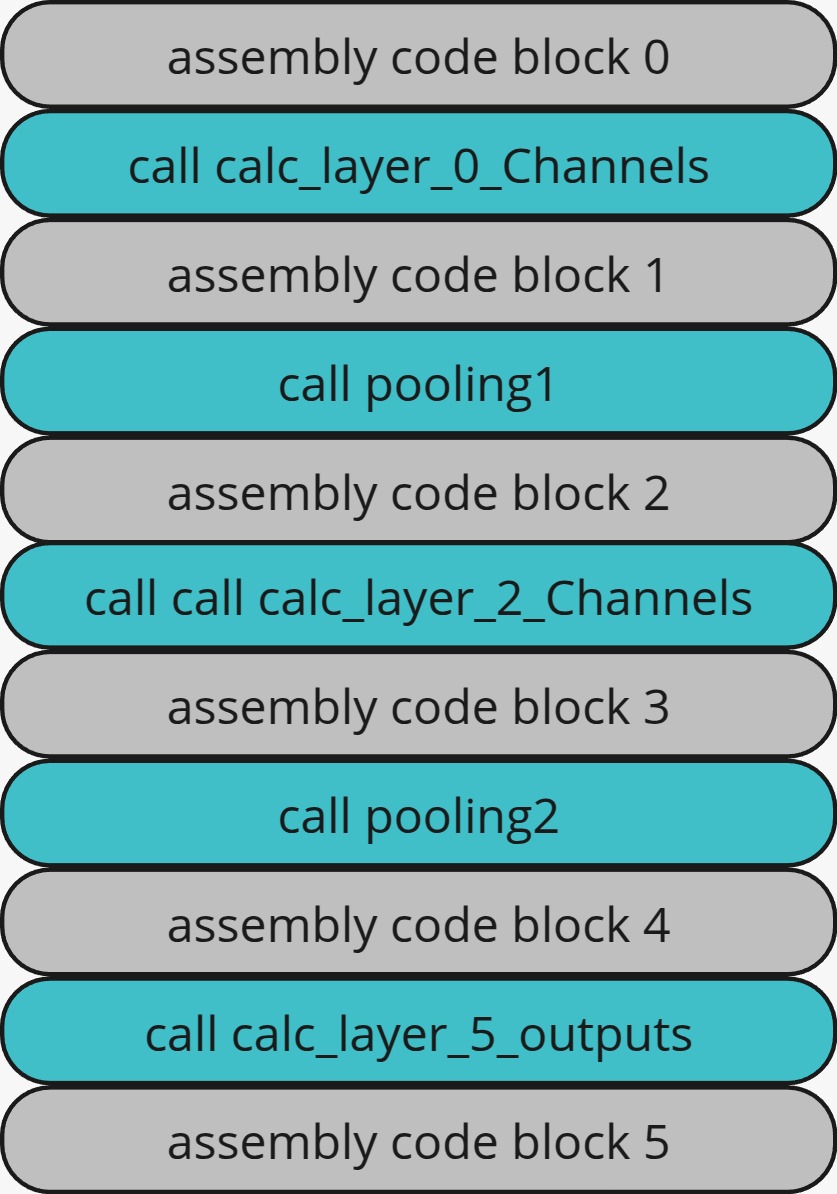 assembly code block 0
call calc_layer_0_Channels
assembly code block 1
call pooling1
assembly code block 2
call call calc_layer_2_Channels
assembly code block 3
call pooling2
assembly code block 4
call calc_layer_5_outputs
assembly code block 5